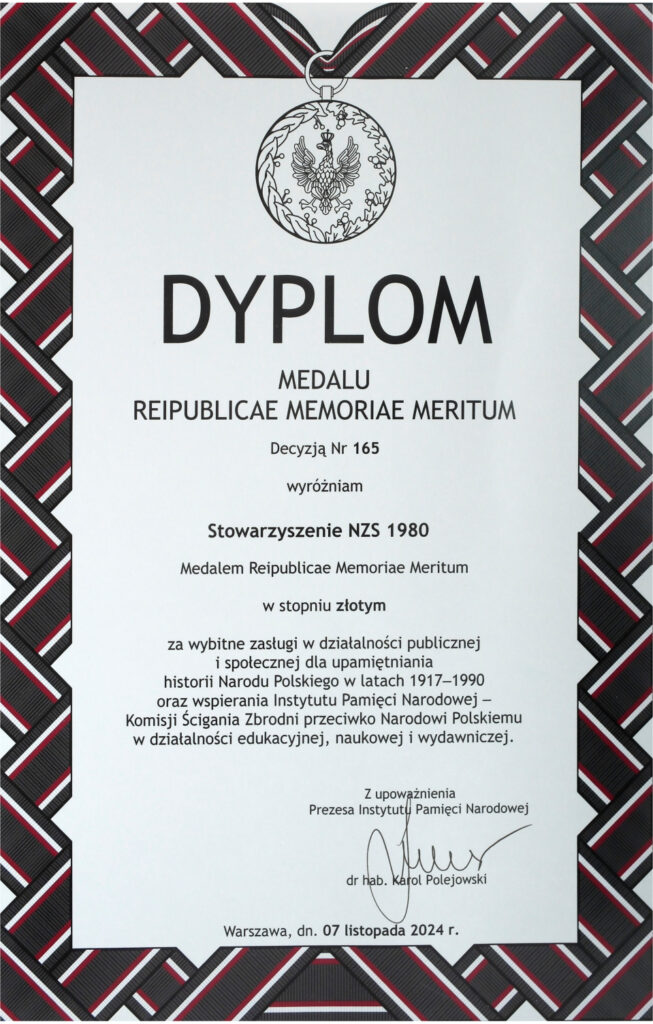 DYPLOM
MEDALU
REIPUBLICAE MEMORIAE MERITUM
Decyzją Nr 165
wyróżniam
Stowarzyszenie NZS 1980
Medalem Reipublicae Memoriae Meritum
w stopniu złotym
za wybitne zasługi w działalności publicznej
i społecznej dla upamiętniania
historii Narodu Polskiego w latach 1917–1990
oraz wspierania Instytutu Pamięci Narodowej –
Komisji Ścigania Zbrodni przeciwko Narodowi Polskiemu
w działalności edukacyjnej, naukowej i wydawniczej.
Z upoważnienia
Prezesa Instytutu Pamięci Narodowej
dr hab. Karol Polejowski
Warszawa, dn. 07 listopada 2024 r.